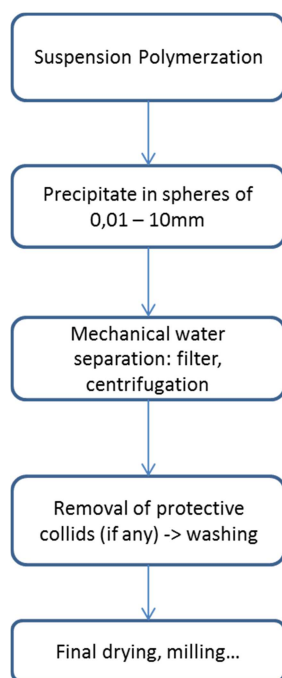 Suspension Polymerzation
Precipitate in spheres of
0,01 – 10mm
Mechanical water
separation: filter,
centrifugation
Removal of protective
collids (if any) -> washing
Final drying, milling...